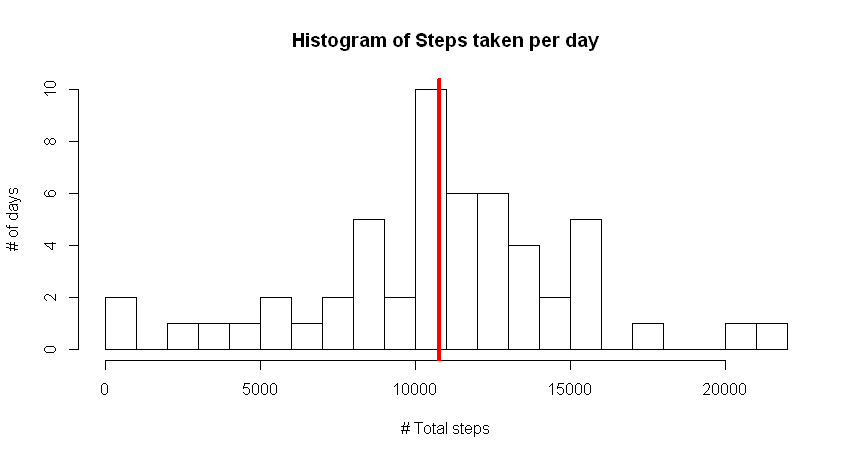 Histogram of Steps taken per day
# of days
10
8
6
4
2
0
0 5000 10000 15000 20000
# Total steps